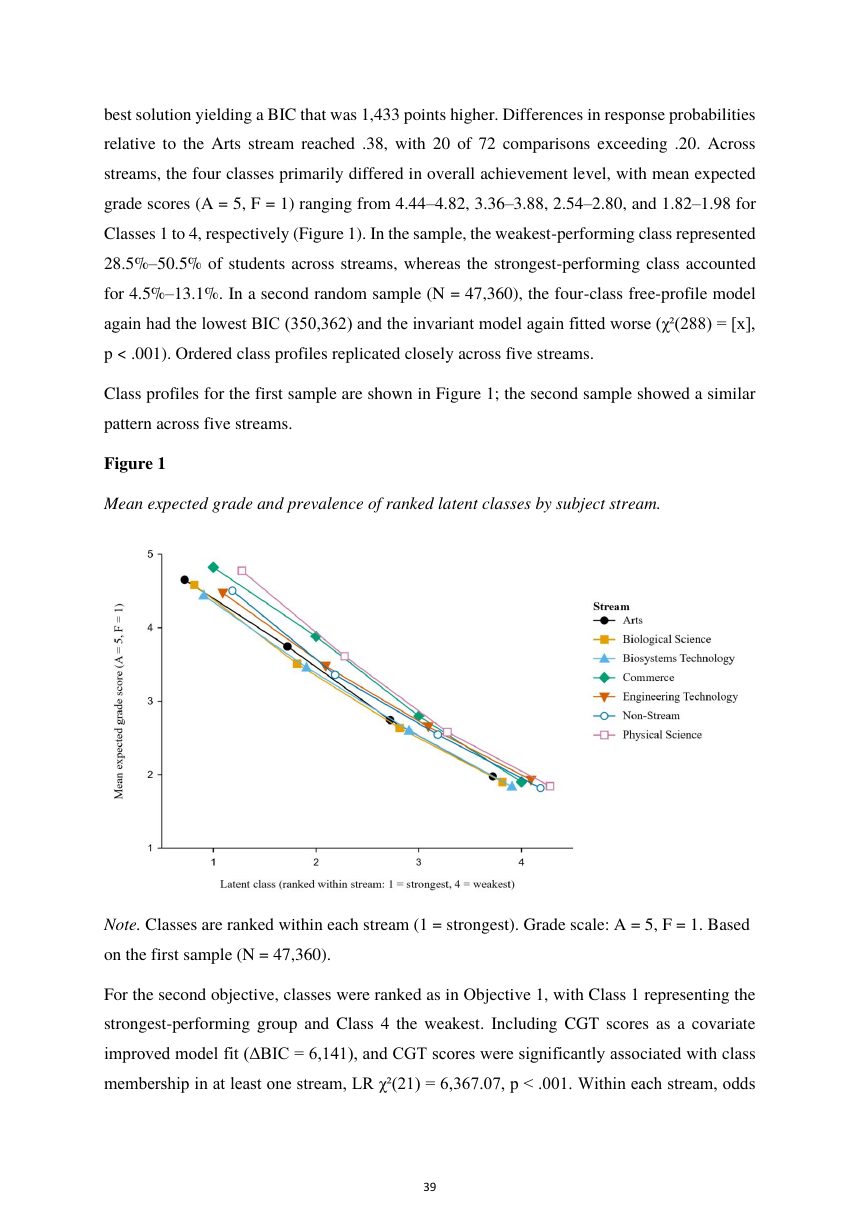 best solution yielding a BIC that was 1,433 points higher. Differences in response probabilities
relative to the Arts stream reached .38, with 20 of 72 comparisons exceeding .20. Across
streams, the four classes primarily differed in overall achievement level, with mean expected
grade scores (A = 5, F = 1) ranging from 4.44–4.82, 3.36–3.88, 2.54–2.80, and 1.82–1.98 for
Classes 1 to 4, respectively (Figure 1). In the sample, the weakest-performing class represented
28.5%–50.5% of students across streams, whereas the strongest-performing class accounted
for 4.5%–13.1%. In a second random sample (N = 47,360), the four-class free-profile model
again had the lowest BIC (350,362) and the invariant model again fitted worse (χ²(288) = [x],
p < .001). Ordered class profiles replicated closely across five streams.
Class profiles for the first sample are shown in Figure 1; the second sample showed a similar
pattern across five streams.
Figure 1
Mean expected grade and prevalence of ranked latent classes by subject stream.
5
4
3
2
1
Mean expected grade score (A = 5, F = 1)
1 2 3 4
Latent class (ranked within stream: 1 = strongest, 4 = weakest)
Stream
Arts
Biological Science
Biosystems Technology
Commerce
Engineering Technology
Non-Stream
Physical Science
Note. Classes are ranked within each stream (1 = strongest). Grade scale: A = 5, F = 1. Based
on the first sample (N = 47,360).
For the second objective, classes were ranked as in Objective 1, with Class 1 representing the
strongest-performing group and Class 4 the weakest. Including CGT scores as a covariate
improved model fit (ΔBIC = 6,141), and CGT scores were significantly associated with class
membership in at least one stream, LR χ²(21) = 6,367.07, p < .001. Within each stream, odds
39